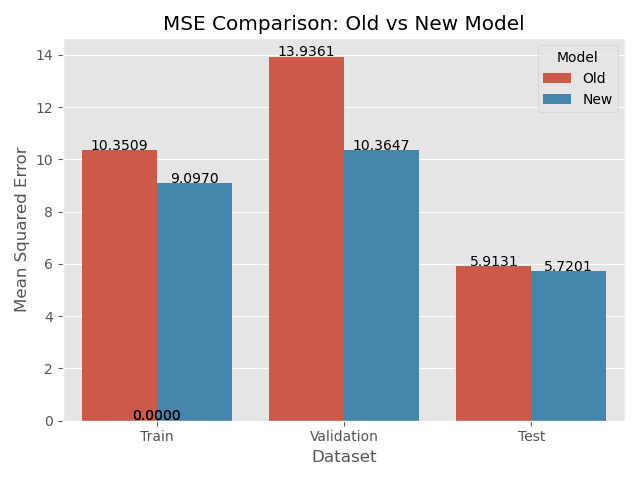 MSE Comparison: Old vs New Model
Mean Squared Error
14
12
10
8
6
4
2
0
10.3509
9.0970
13.9361
10.3647
5.9131
5.7201
0.0000
Model
Old
New
Train
Validation
Test
Dataset